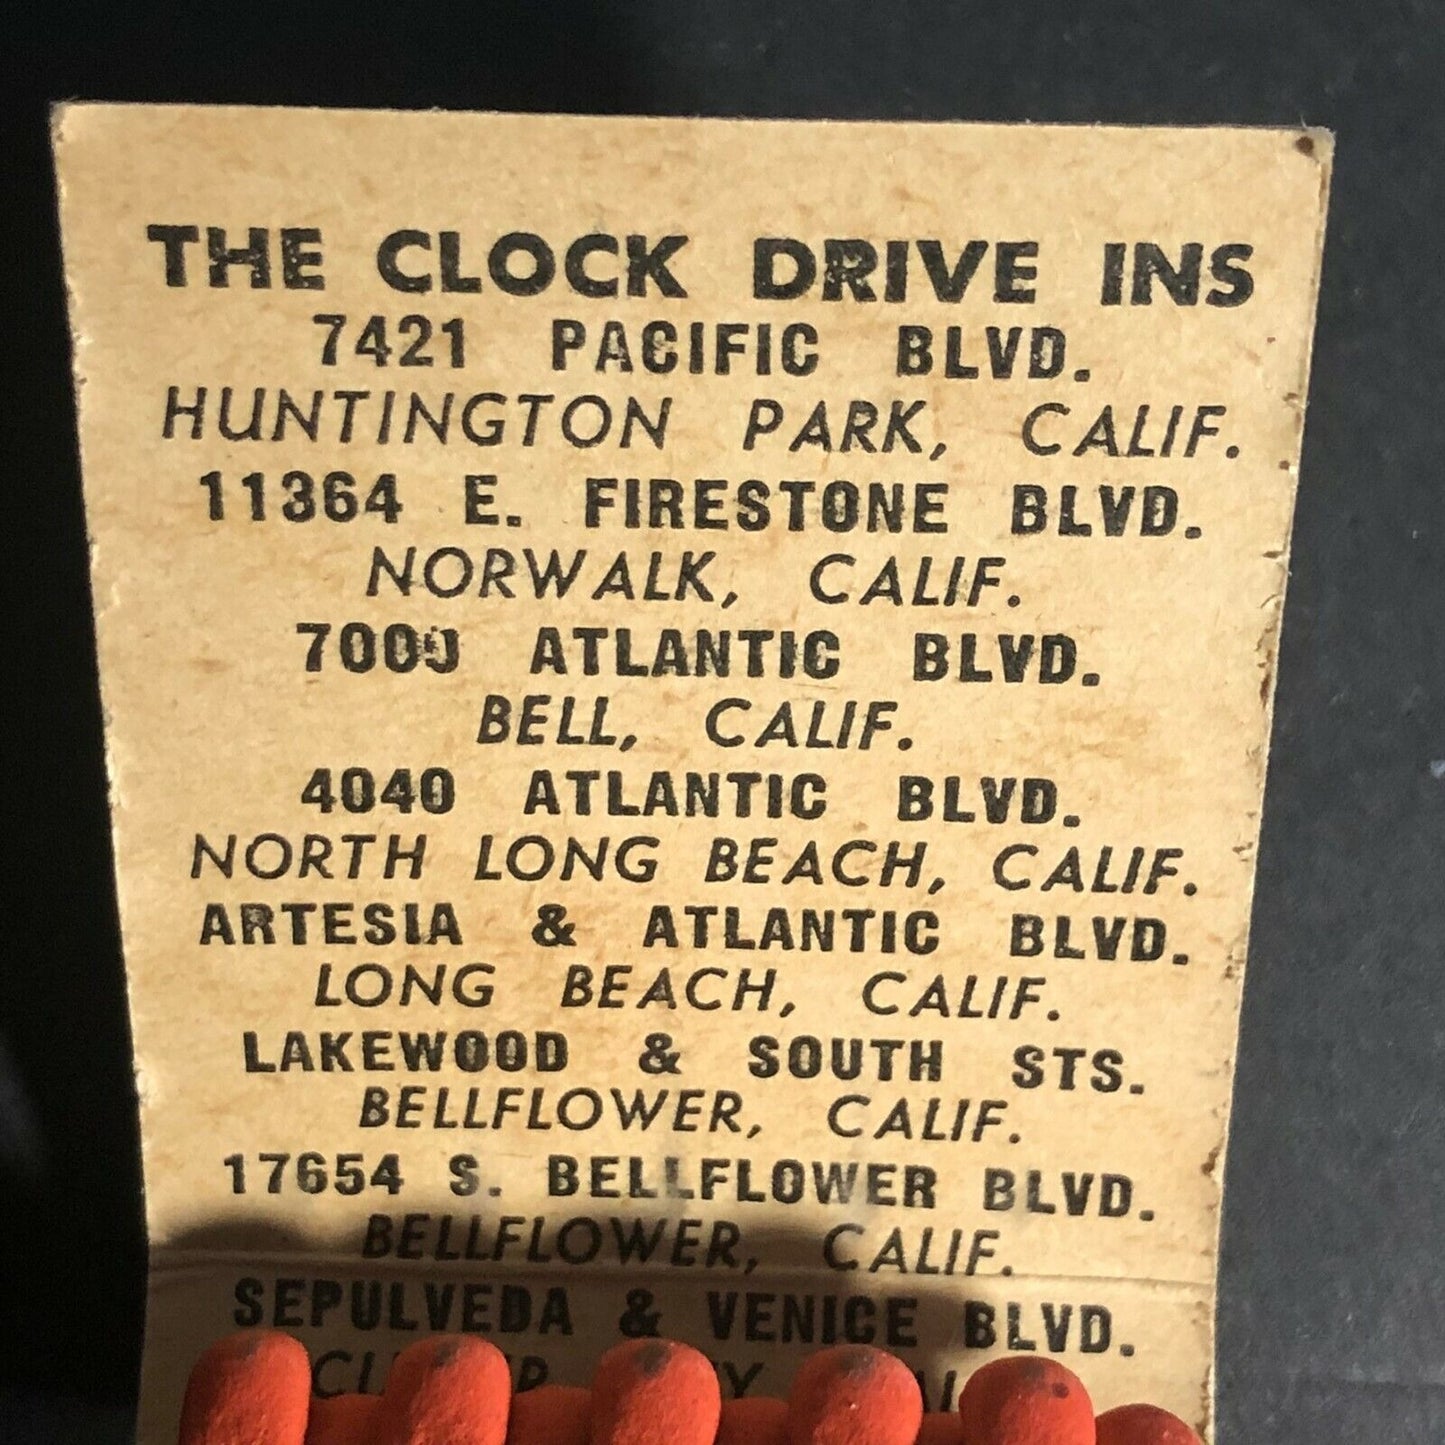 THE CLOCK DRIVE INS
7421 PACIFIC BLVD.
HUNTINGTON PARK, CALIF.
11364 E. FIRESTONE BLVD.
NORWALK, CALIF.
7000 ATLANTIC BLVD.
BELL, CALIF.
4040 ATLANTIC BLVD.
NORTH LONG BEACH, CALIF.
ARTESIA & ATLANTIC BLVD.
LONG BEACH, CALIF.
LAKEWOOD & SOUTH STS.
BELLFLOWER, CALIF.
17654 S. BELLFLOWER BLVD.
BELLFLOWER, CALIF.
SEPULVEDA & VENICE BLVD.